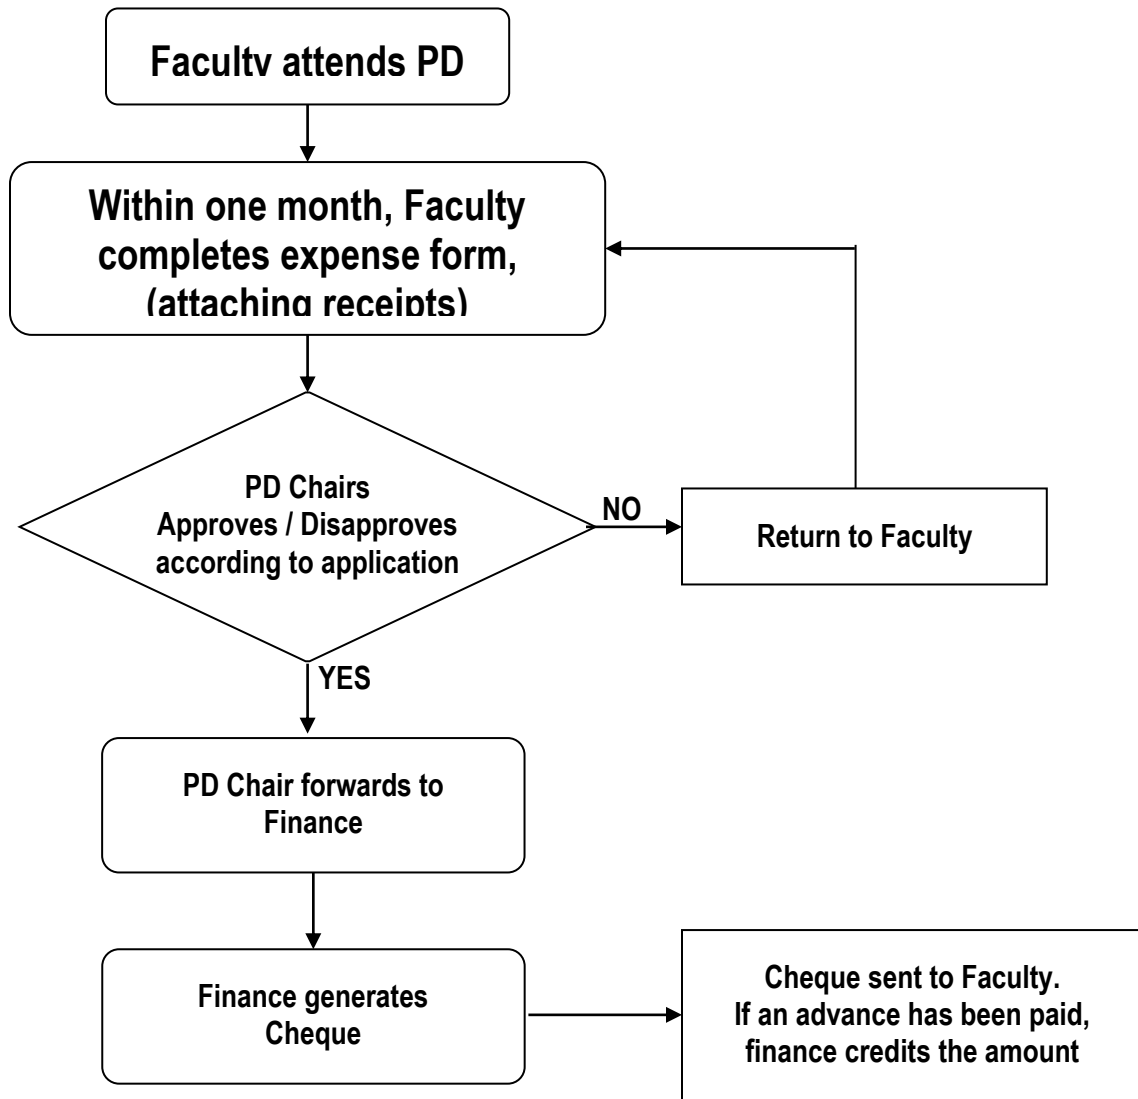 Faculty attends PD
Within one month, Faculty
completes expense form,
(attaching receipts)
PD Chairs
Approves / Disapproves
according to application
NO
Return to Faculty
YES
PD Chair forwards to
Finance
Finance generates
Cheque
Cheque sent to Faculty.
If an advance has been paid,
finance credits the amount